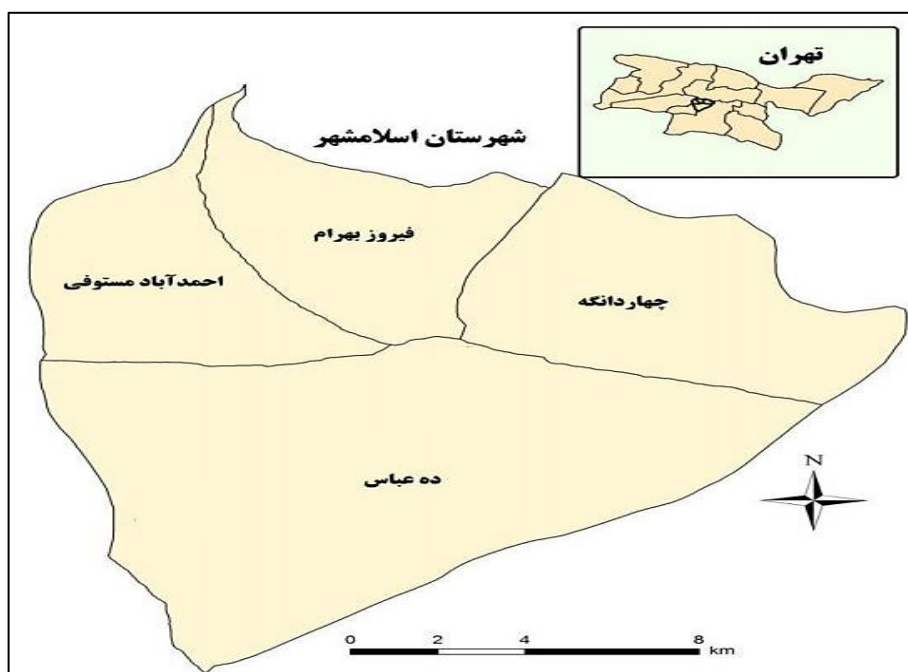 تهران
شهرستان اسلامشهر
فیروز بهرام
احمدآباد مستوفی
چهاردانگه
ده عباس
N
0 2 4 8 km